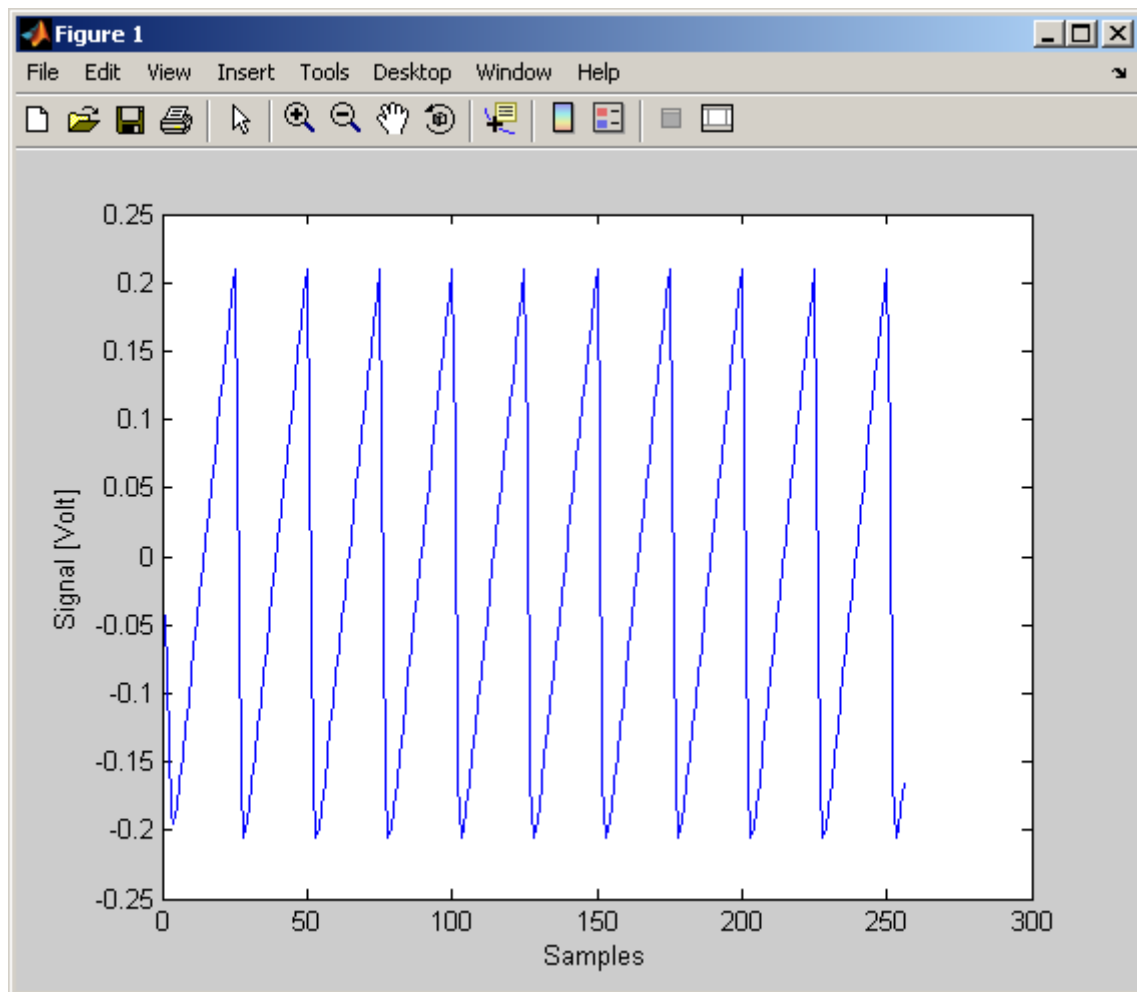 Figure 1
File Edit View Insert Tools Desktop Window Help
0.25
0.2
0.15
0.1
0.05
0
-0.05
-0.1
-0.15
-0.2
-0.25
Signal [Volt]
0 50 100 150 200 250 300
Samples